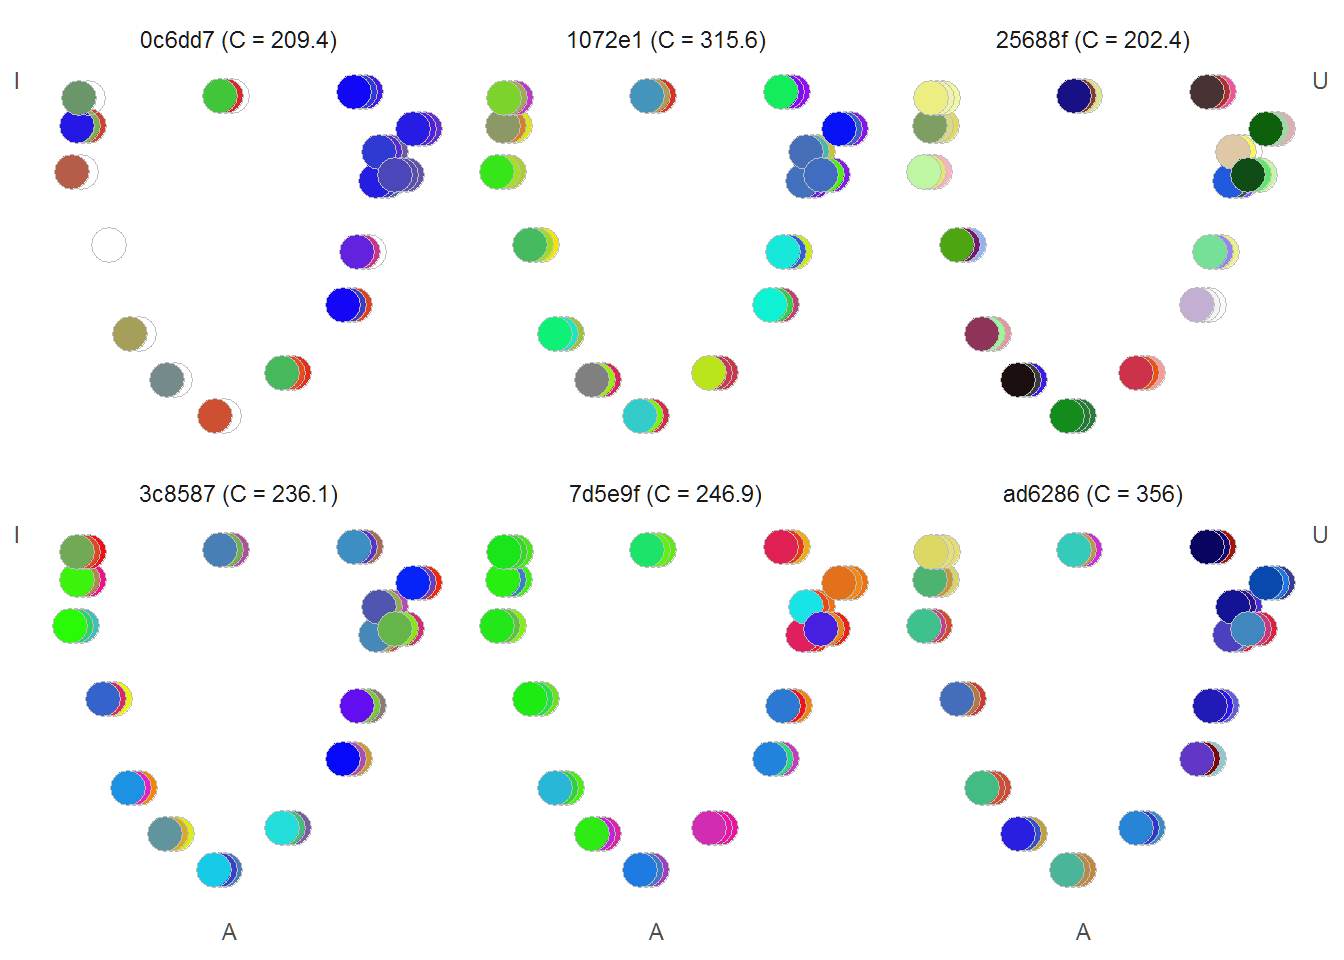 0c6dd7 (C = 209.4)
1072e1 (C = 315.6)
25688f (C = 202.4)
I
U
3c8587 (C = 236.1)
7d5e9f (C = 246.9)
ad6286 (C = 356)
I
U
A
A
A